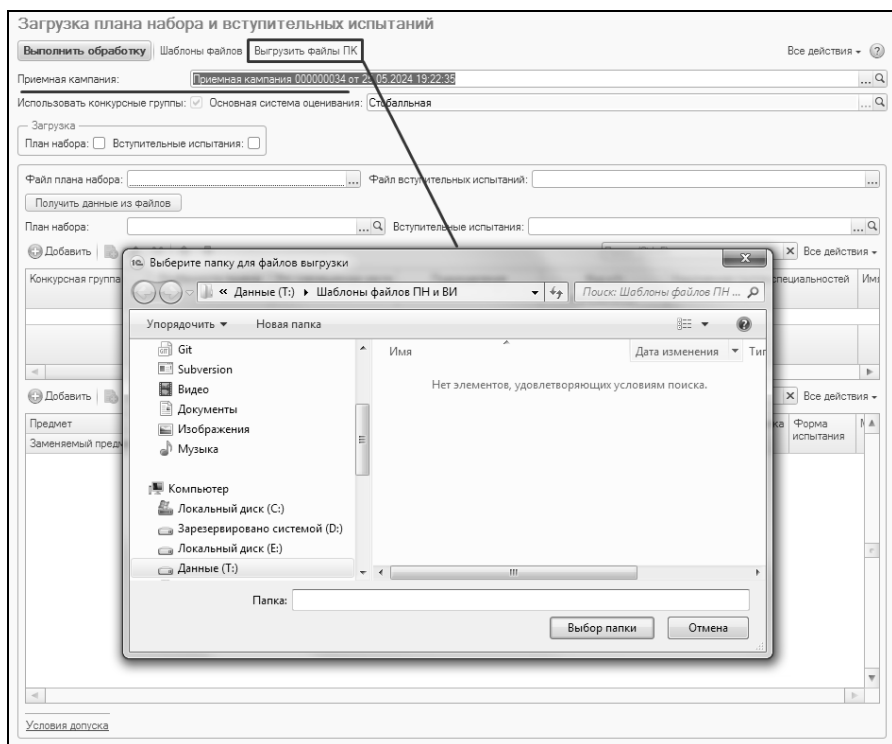 Загрузка плана набора и вступительных испытаний
Выполнить обработку Шаблоны файлов Выгрузить файлы ПК Все действия
Приемная кампания: Приемная кампания 000000034 от 25.05.2024 19:22:35
Использовать конкурсные группы: Основная система оценивания: Стобалльная
Загрузка
План набора: Вступительные испытания:
Файл плана набора: Файл вступительных испытаний:
Получить данные из файлов
План набора: Вступительные испытания:
Добавить Все действия
Конкурсная группа специальностей
1С Выберите папку для файлов выгрузки
« Данные (T:) Шаблоны файлов ПН и ВИ Поиск: Шаблоны файлов ПН ...
Упорядочить Новая папка
Имя Дата изменения Тип
Git
Subversion
Нет элементов, удовлетворяющих условиям поиска.
Видео
Документы
Изображения
Музыка
Компьютер
Локальный диск (C:)
Зарезервировано системой (D:)
Локальный диск (E:)
Данные (T:)
Папка:
Выбор папки Отмена
Добавить Все действия
Предмет Форма испытания
Заменяемый
Условия допуска